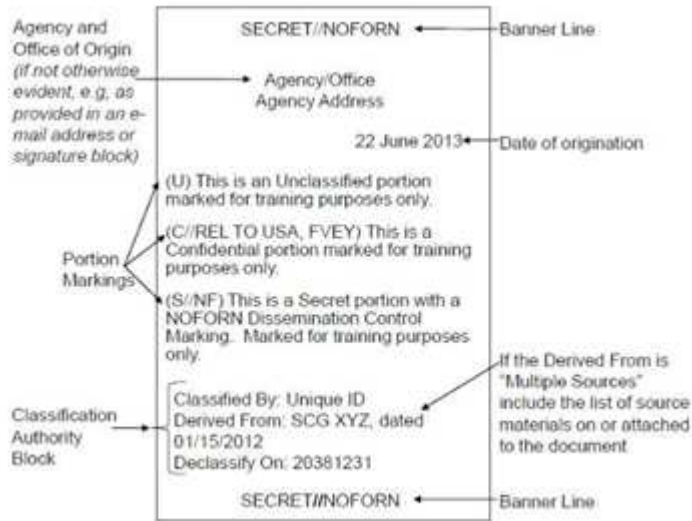 Agency and
Office of Origin
(if not otherwise
evident, e.g, as
provided in an e-
mail address or
signature block)
SECRET//NOFORN
Banner Line
Agency/Office
Agency Address
22 June 2013
Date of origination
(U) This is an Unclassified portion
marked for training purposes only.
(C//REL TO USA, FVEY) This is a
Confidential portion marked for training
purposes only.
Portion
Markings
(S//NF) This is a Secret portion with a
NOFORN Dissemination Control
Marking. Marked for training purposes
only.
If the Derived From is
"Multiple Sources"
include the list of source
materials on or attached
to the document
Classification
Authority
Block
Classified By: Unique ID
Derived From: SCG XYZ, dated
01/15/2012
Declassify On: 20381231
SECRET//NOFORN
Banner Line